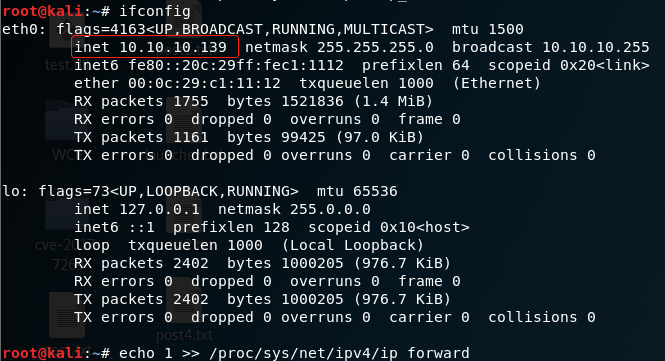 root@kali:~# ifconfig
eth0: flags=4163<UP,BROADCAST,RUNNING,MULTICAST>  mtu 1500
        inet 10.10.10.139  netmask 255.255.255.0  broadcast 10.10.10.255
        inet6 fe80::20c:29ff:fec1:1112  prefixlen 64  scopeid 0x20<link>
        ether 00:0c:29:c1:11:12  txqueuelen 1000  (Ethernet)
        RX packets 1755  bytes 1521836 (1.4 MiB)
        RX errors 0  dropped 0  overruns 0  frame 0
        TX packets 1161  bytes 99425 (97.0 KiB)
        TX errors 0  dropped 0 overruns 0  carrier 0  collisions 0

lo: flags=73<UP,LOOPBACK,RUNNING>  mtu 65536
        inet 127.0.0.1  netmask 255.0.0.0
        inet6 ::1  prefixlen 128  scopeid 0x10<host>
        loop  txqueuelen 1000  (Local Loopback)
        RX packets 2402  bytes 1000205 (976.7 KiB)
        RX errors 0  dropped 0  overruns 0  frame 0
        TX packets 2402  bytes 1000205 (976.7 KiB)
        TX errors 0  dropped 0 overruns 0  carrier 0  collisions 0
post4.txt
root@kali:~# echo 1 >> /proc/sys/net/ipv4/ip forward